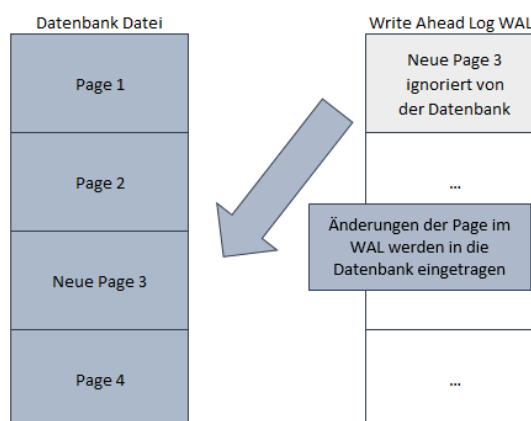 Datenbank Datei
Page 1
Page 2
Neue Page 3
Page 4
Write Ahead Log WAL
Neue Page 3
ignoriert von
der Datenbank
...
Änderungen der Page im
WAL werden in die
Datenbank eingetragen
...